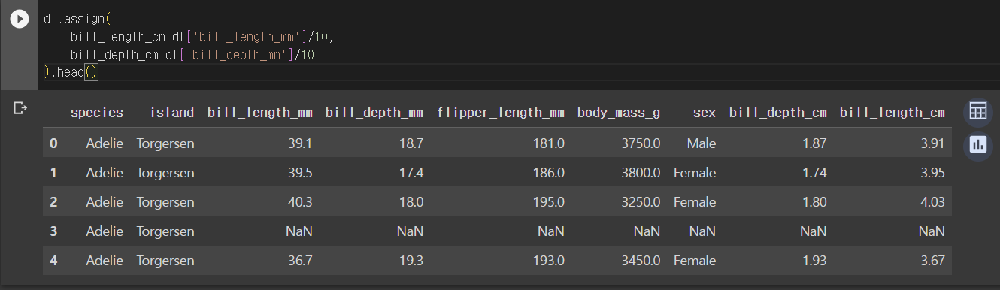 df.assign(
    bill_length_cm=df['bill_length_mm']/10,
    bill_depth_cm=df['bill_depth_mm']/10
).head()
species island bill_length_mm bill_depth_mm flipper_length_mm body_mass_g sex bill_depth_cm bill_length_cm
0 Adelie Torgersen 39.1 18.7 181.0 3750.0 Male 1.87 3.91
1 Adelie Torgersen 39.5 17.4 186.0 3800.0 Female 1.74 3.95
2 Adelie Torgersen 40.3 18.0 195.0 3250.0 Female 1.80 4.03
3 Adelie Torgersen NaN NaN NaN NaN NaN NaN NaN
4 Adelie Torgersen 36.7 19.3 193.0 3450.0 Female 1.93 3.67